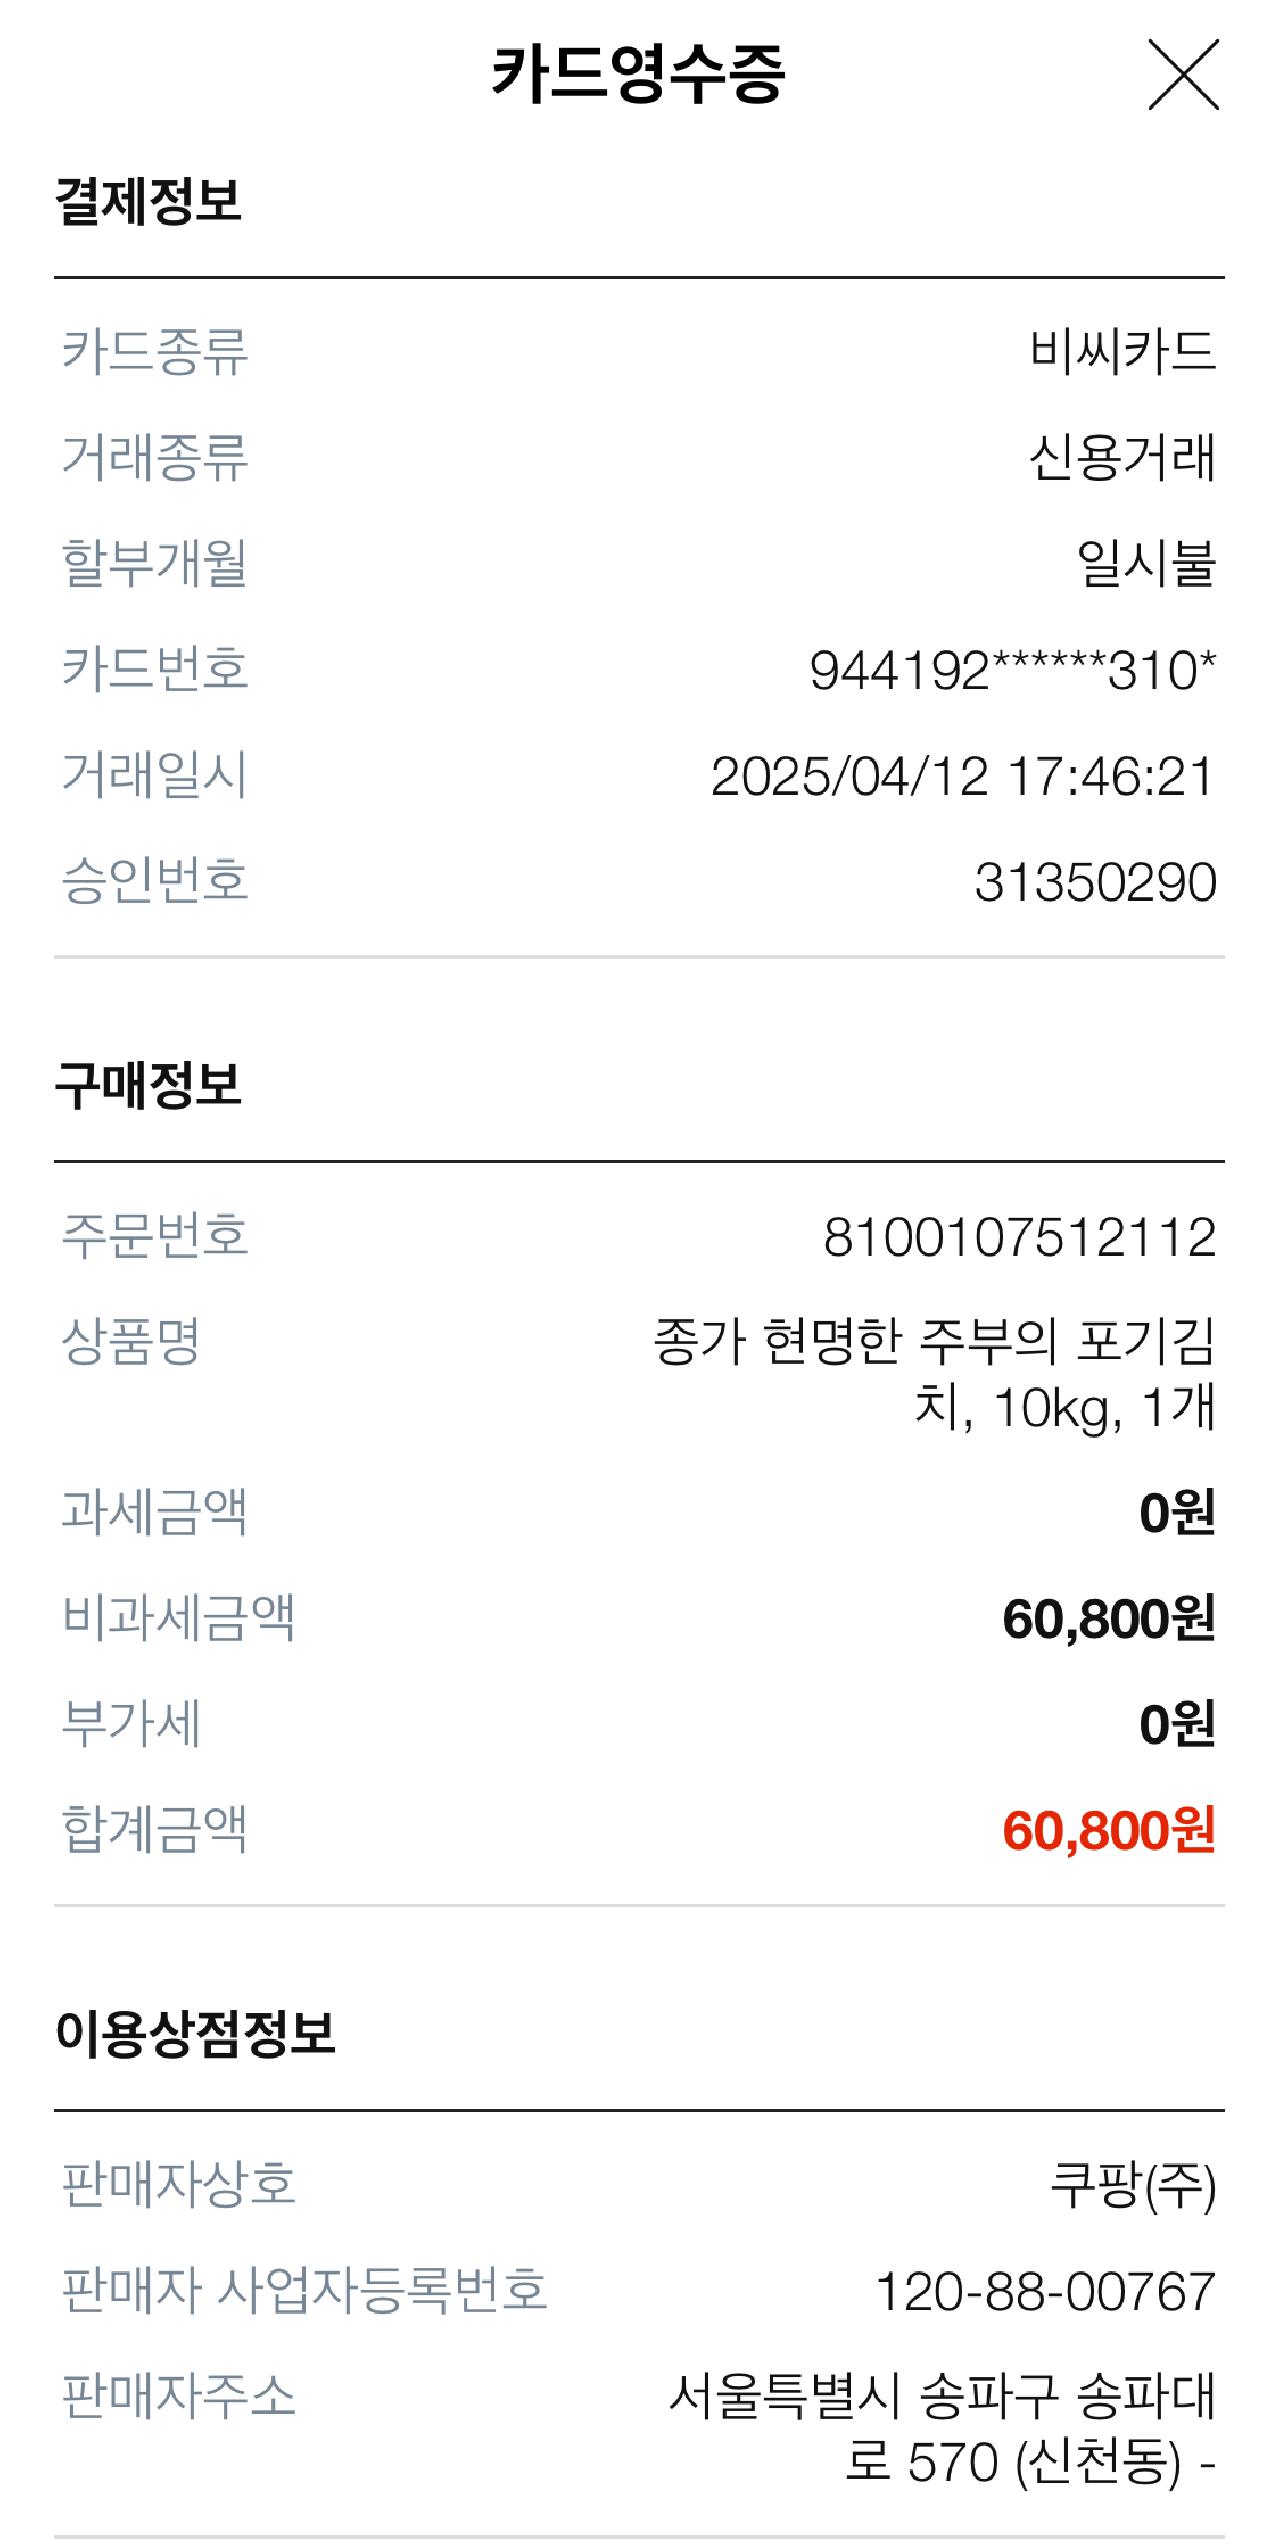 카드영수증
결제정보
카드종류 비씨카드
거래종류 신용거래
할부개월 일시불
카드번호 944192******310*
거래일시 2025/04/12 17:46:21
승인번호 31350290
구매정보
주문번호 8100107512112
상품명 종가 현명한 주부의 포기김
치, 10kg, 1개
과세금액 0원
비과세금액 60,800원
부가세 0원
합계금액 60,800원
이용상점정보
판매자상호 쿠팡(주)
판매자 사업자등록번호 120-88-00767
판매자주소 서울특별시 송파구 송파대
로 570 (신천동) -